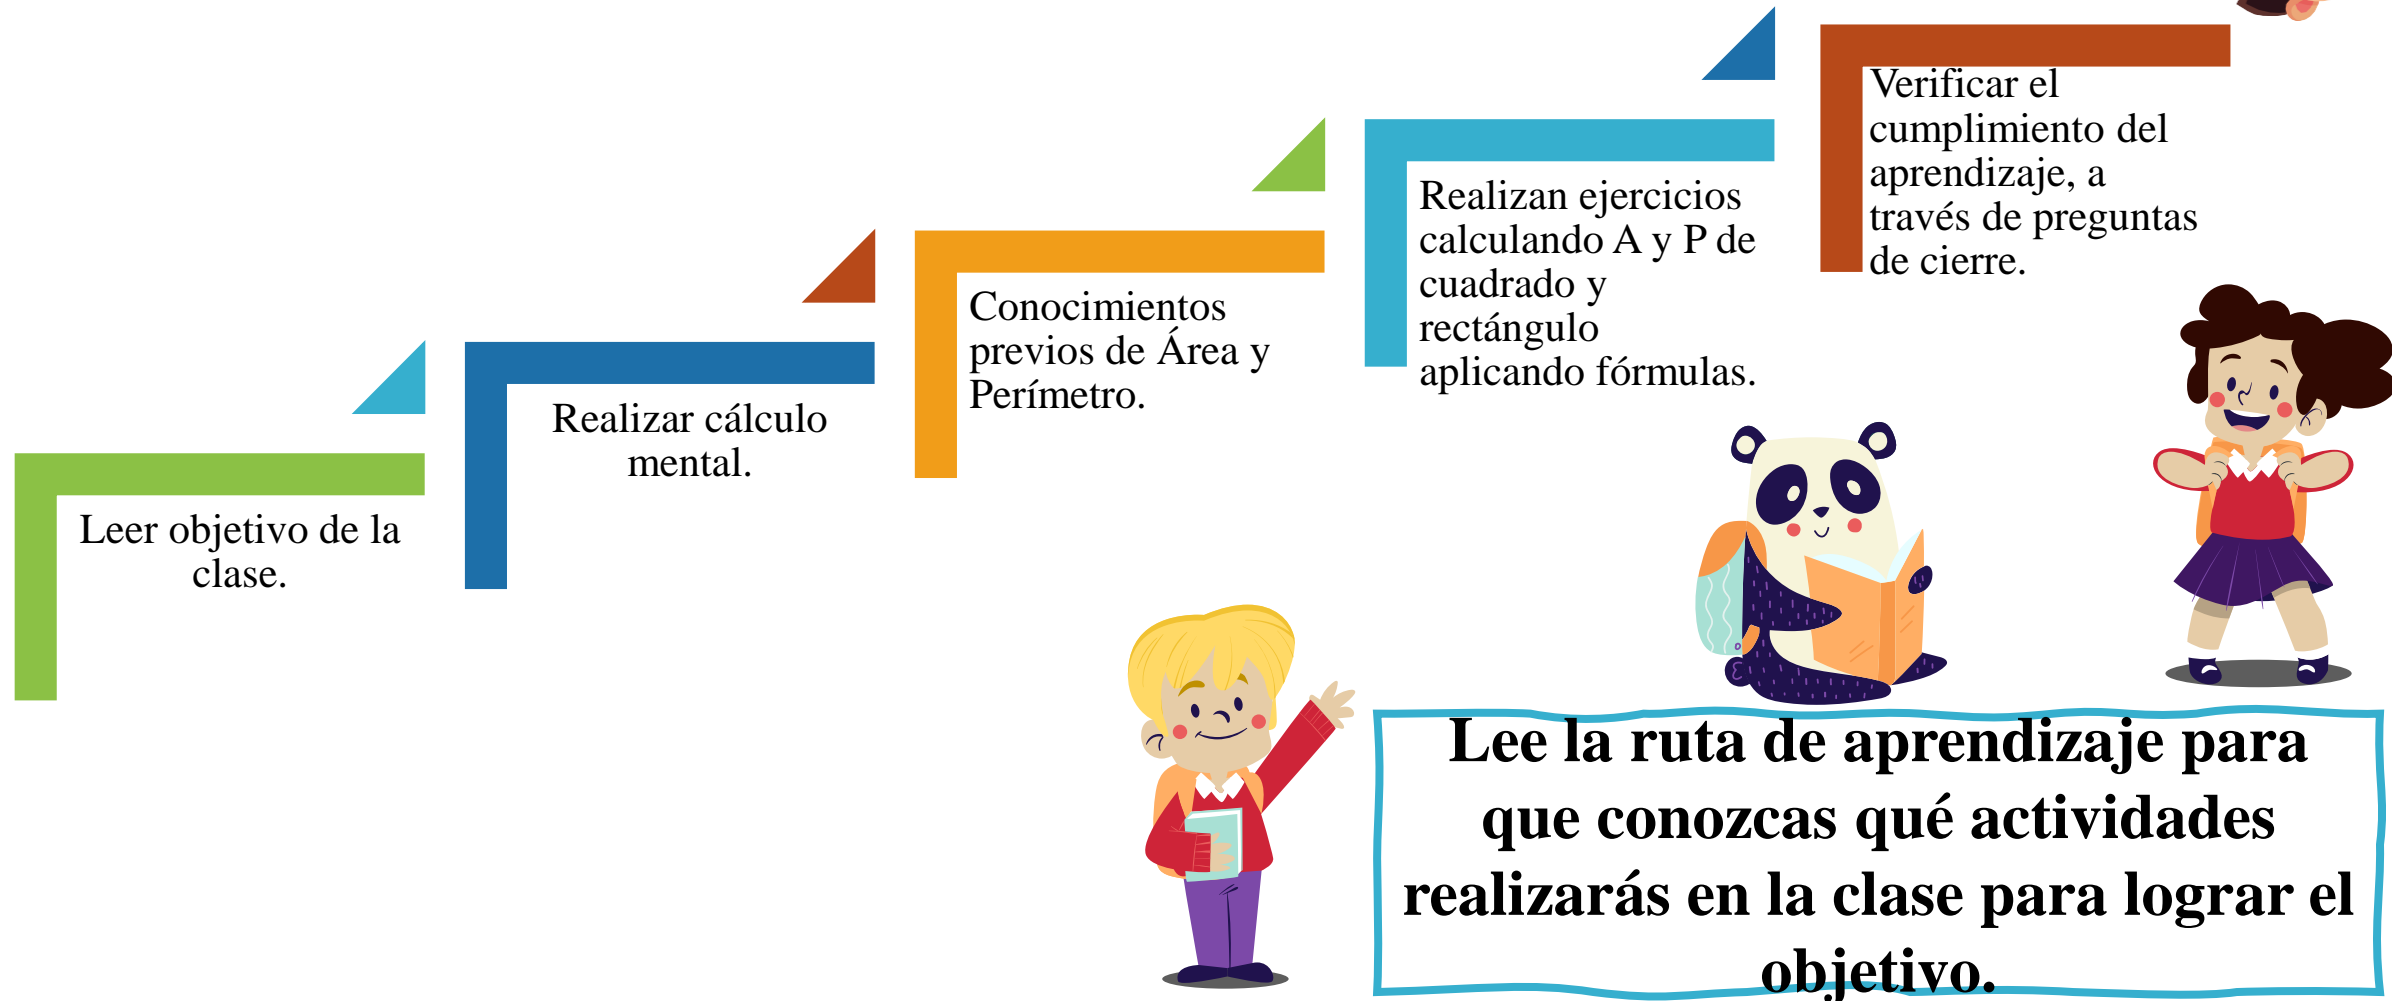 Leer objetivo de la
clase.
Realizar cálculo
mental.
Conocimientos
previos de Área y
Perímetro.
Realizan ejercicios
calculando A y P de
cuadrado y
rectángulo
aplicando fórmulas.
Verificar el
cumplimiento del
aprendizaje, a
través de preguntas
de cierre.
Lee la ruta de aprendizaje para
que conozcas qué actividades
realizarás en la clase para lograr el
objetivo.